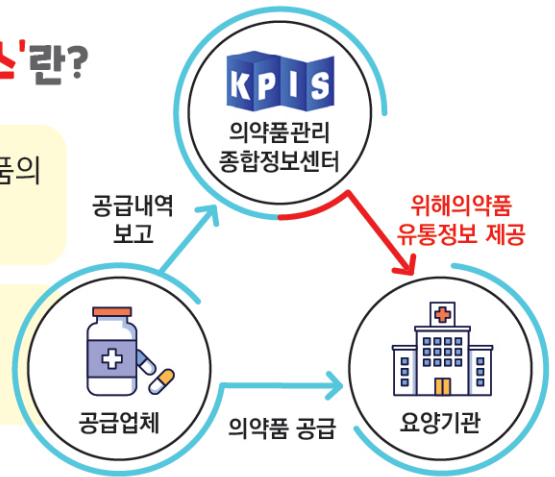 스'란?
KPIS
의약품관리
종합정보센터
품의
공급내역
보고
위해의약품
유통정보 제공
공급업체
의약품 공급
요양기관